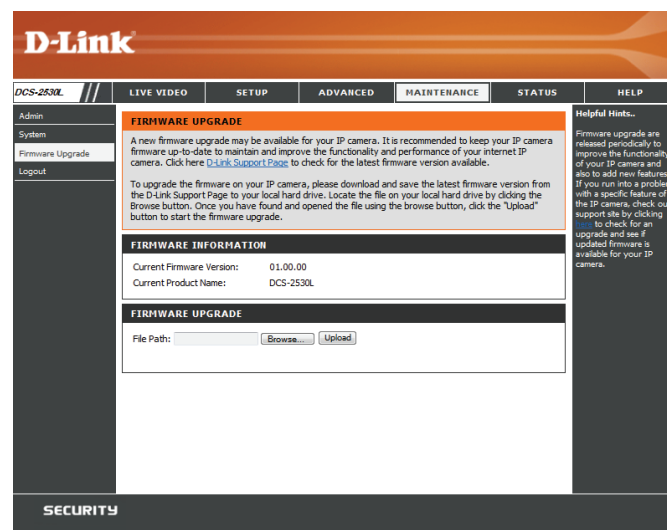 D-Link
DCS-2530L
LIVE VIDEO
SETUP
ADVANCED
MAINTENANCE
STATUS
HELP
Admin
System
Firmware Upgrade
Logout
FIRMWARE UPGRADE
A new firmware upgrade may be available for your IP camera. It is recommended to keep your IP camera
firmware up-to-date to maintain and improve the functionality and performance of your internet IP
camera. Click here D-Link Support Page to check for the latest firmware version available.
To upgrade the firmware on your IP camera, please download and save the latest firmware version from
the D-Link Support Page to your local hard drive. Locate the file on your local hard drive by clicking the
Browse button. Once you have found and opened the file using the browse button, click the "Upload"
button to start the firmware upgrade.
FIRMWARE INFORMATION
Current Firmware Version: 01.00.00
Current Product Name: DCS-2530L
FIRMWARE UPGRADE
File Path: Browse... Upload
Helpful Hints..
Firmware upgrade are
released periodically to
improve the functionality
of your IP camera and
also to add new features.
If you run into a problem
with a specific feature of
the IP camera, check our
support site by clicking
here to check for an
upgrade and see if
updated firmware is
available for your IP
camera.
SECURITY